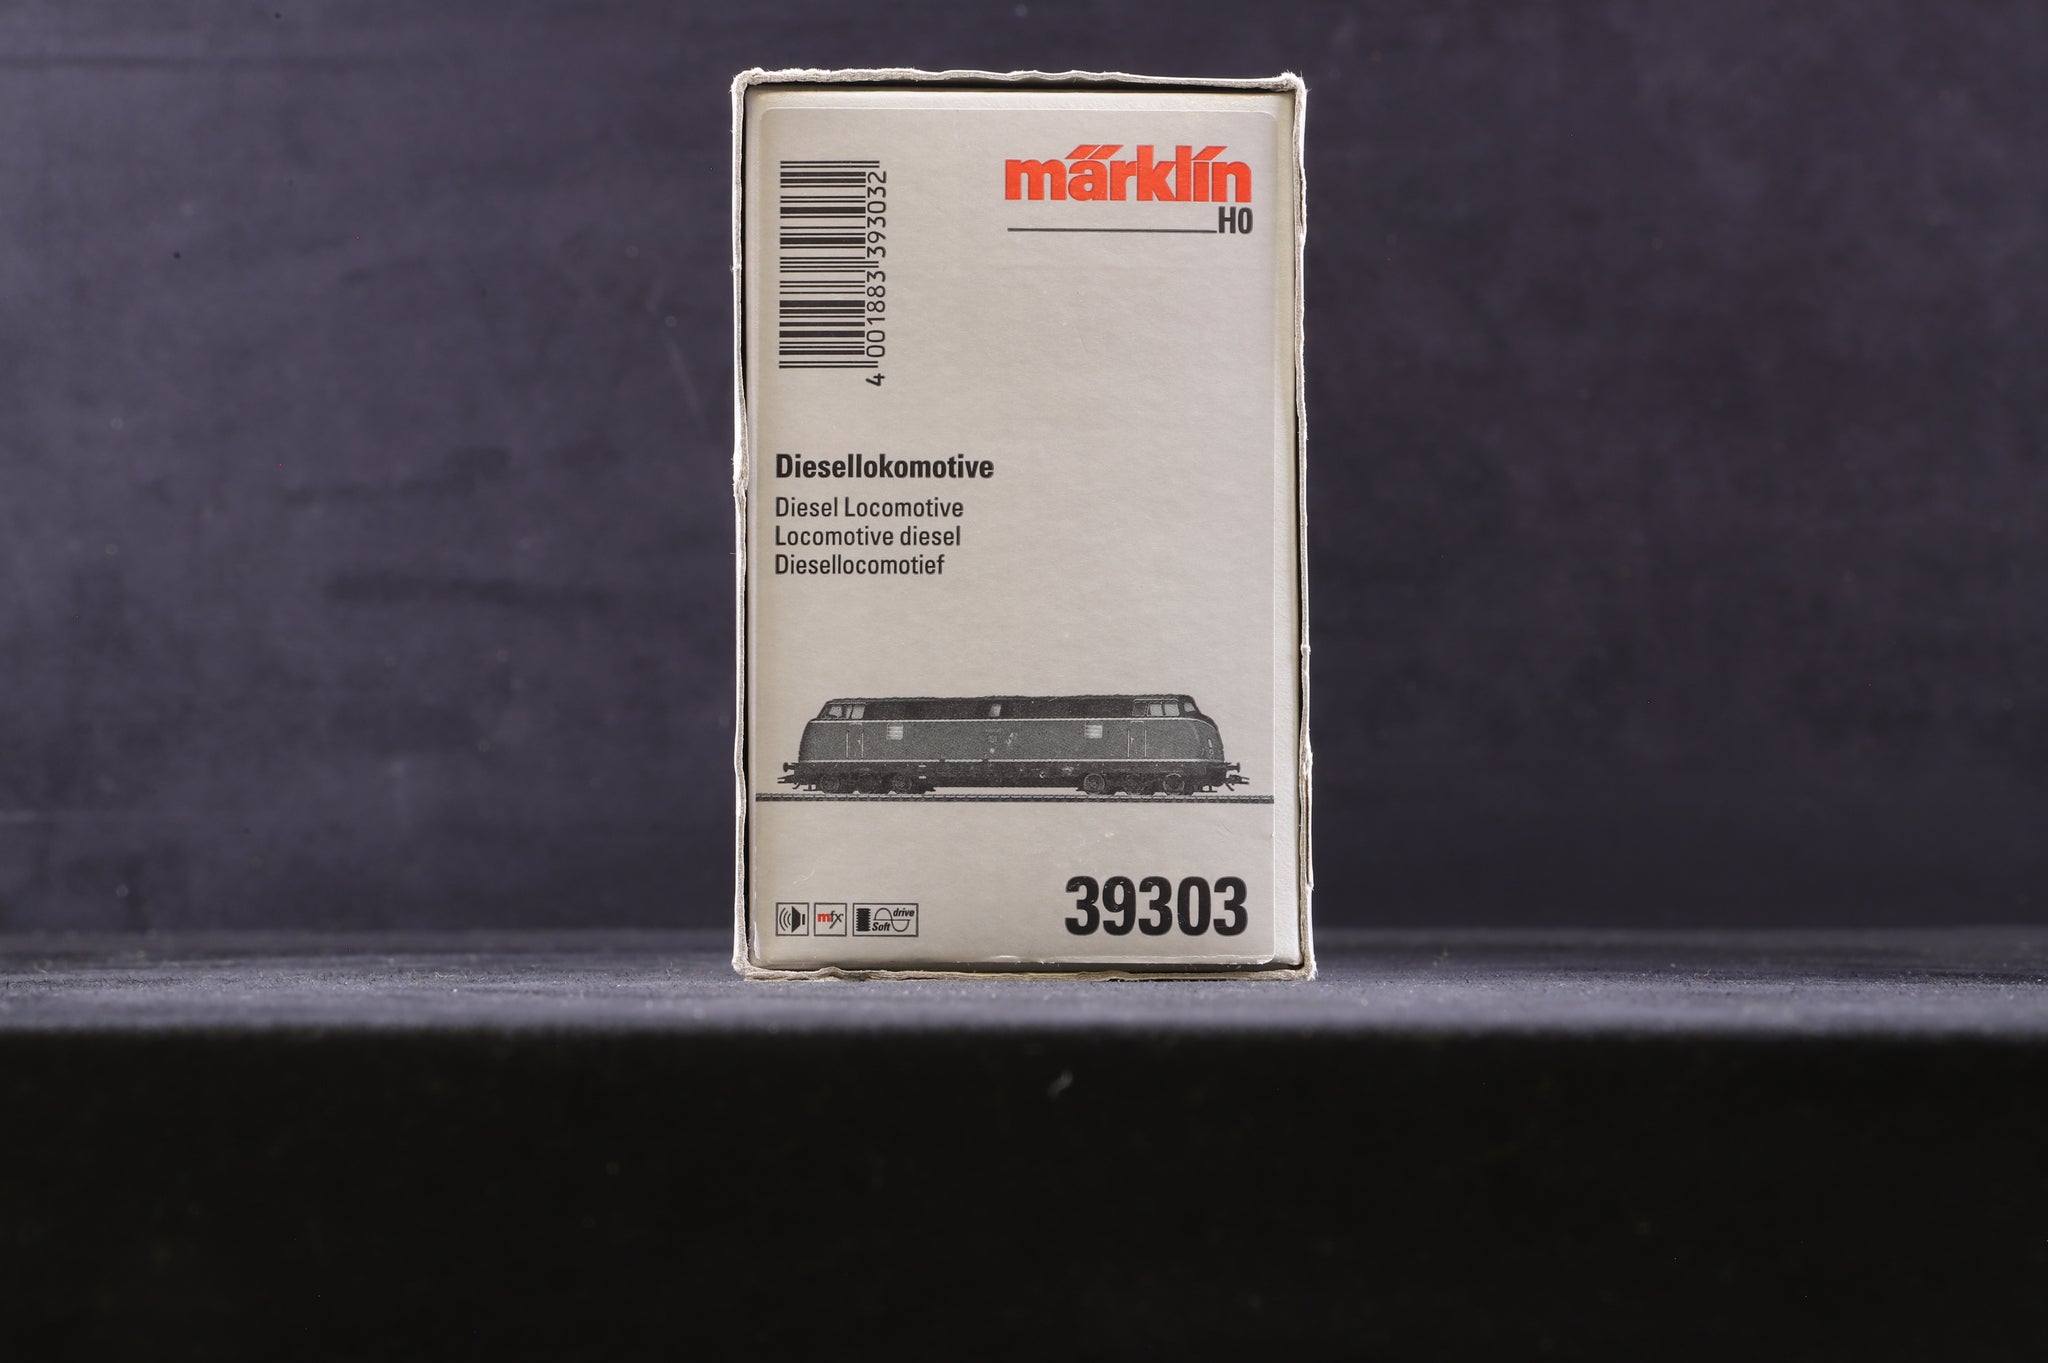 märklin
H0
4 001883 393032
Diesellokomotive
Diesel Locomotive
Locomotive diesel
Diesellocomotief
mfx
Soft drive
39303